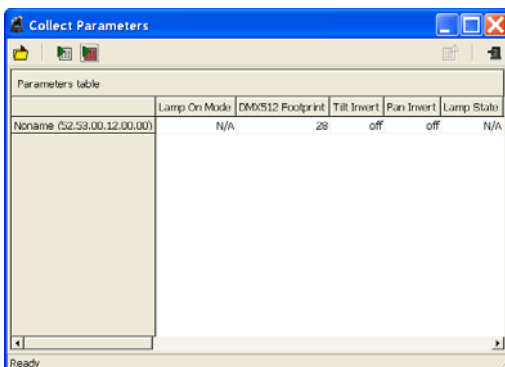 Collect Parameters
Parameters table
Lamp On Mode DMX512 Footprint Tilt Invert Pan Invert Lamp State
Noname (52.53.00.12.00.00) N/A 28 off off N/A
Ready